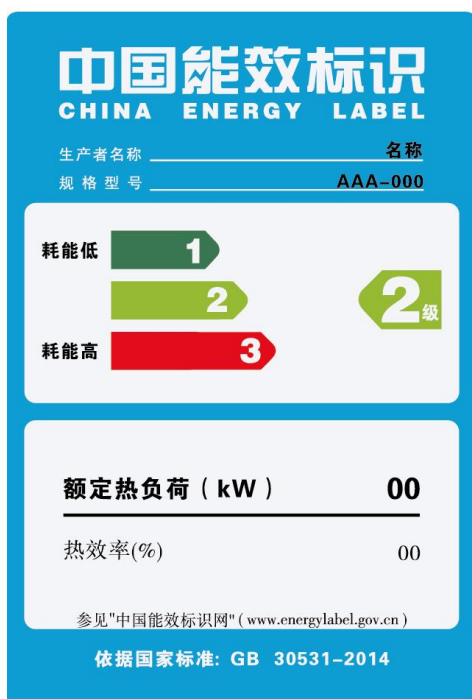 中国能效标识
CHINA ENERGY LABEL
生产者名称 名称
规格型号 AAA-000
耗能低 1
2
2级
耗能高 3
额定热负荷（kW） 00
热效率(%) 00
参见"中国能效标识网"（www.energylabel.gov.cn）
依据国家标准: GB 30531-2014